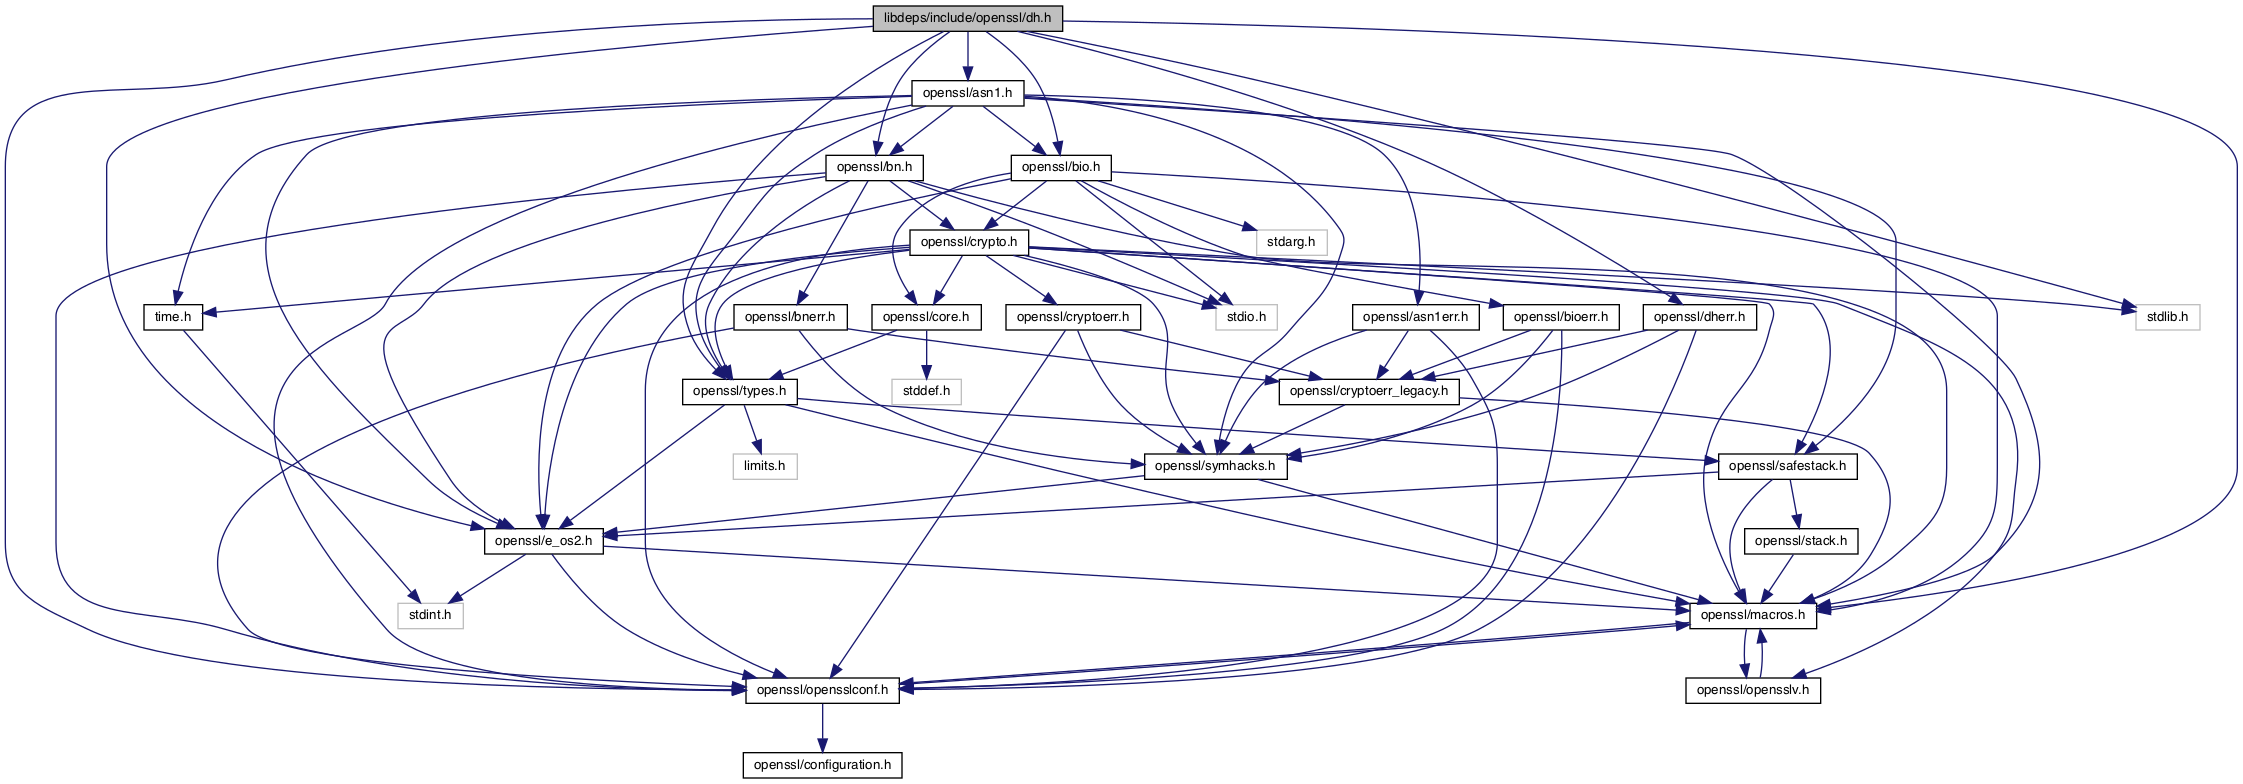 libdeps/include/openssl/dh.h
openssl/asn1.h
openssl/bn.h
openssl/bio.h
openssl/crypto.h
stdarg.h
time.h
openssl/bnerr.h
openssl/core.h
openssl/cryptoerr.h
stdio.h
openssl/asn1err.h
openssl/bioerr.h
openssl/dherr.h
stdlib.h
openssl/types.h
stddef.h
openssl/cryptoerr_legacy.h
limits.h
openssl/symhacks.h
openssl/safestack.h
openssl/e_os2.h
openssl/stack.h
stdint.h
openssl/macros.h
openssl/opensslconf.h
openssl/opensslv.h
openssl/configuration.h